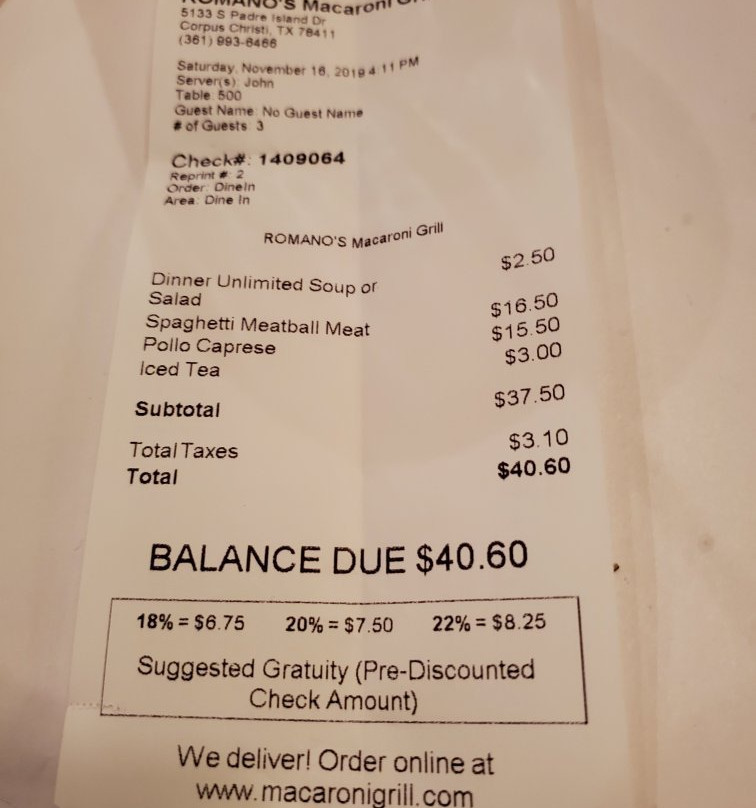 ROMANO'S Macaroni
5133 S Padre Island Dr
Corpus Christi, TX 78411
(361) 993-6466
Saturday, November 16, 2019 4:11 PM
Server(s): John
Table: 500
Guest Name: No Guest Name
# of Guests: 3
Check#: 1409064
Reprint #: 2
Order: DineIn
Area: Dine In
ROMANO'S Macaroni Grill
Dinner Unlimited Soup or $2.50
Salad
Spaghetti Meatball Meat $16.50
Pollo Caprese $15.50
Iced Tea $3.00
Subtotal $37.50
Total Taxes $3.10
Total $40.60
BALANCE DUE $40.60
18% = $6.75 20% = $7.50 22% = $8.25
Suggested Gratuity (Pre-Discounted
Check Amount)
We deliver! Order online at
www.macaronigrill.com